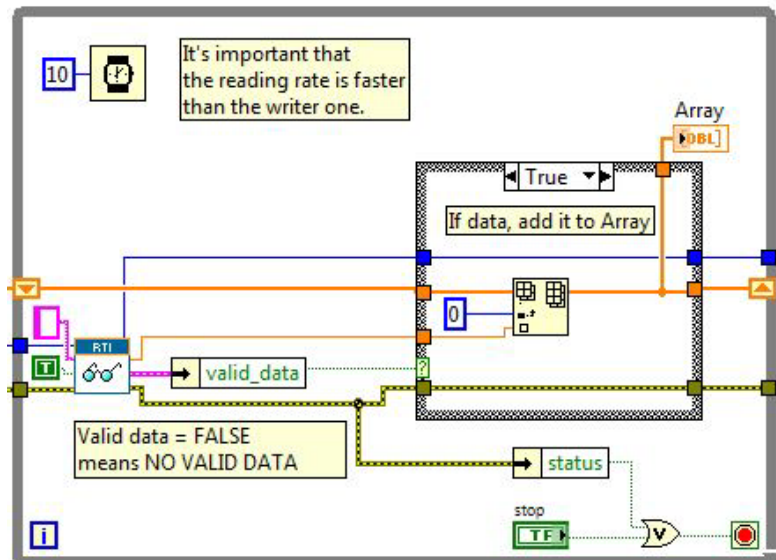 10
It's important that
the reading rate is faster
than the writer one.
Array
DBL
True
If data, add it to Array
0
RTI
T
valid_data
?
Valid data = FALSE
means NO VALID DATA
status
stop
TF
V
i